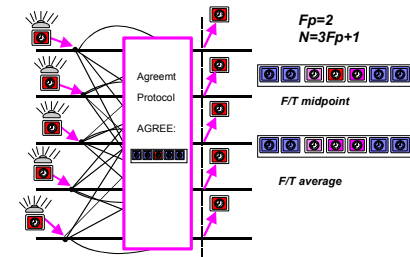 Fp=2
N=3Fp+1
Agreemt
Protocol
AGREE:
F/T midpoint
F/T average